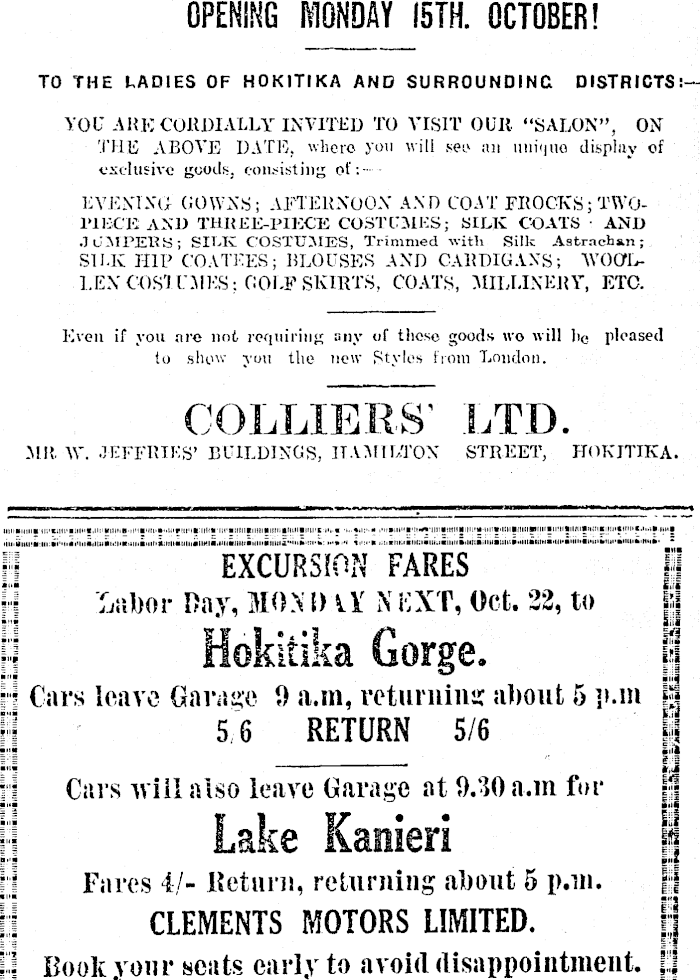 OPENING MONDAY 15TH. OCTOBER!
TO THE LADIES OF HOKITIKA AND SURROUNDING DISTRICTS:—
YOU ARE CORDIALLY INVITED TO VISIT OUR "SALON", ON
THE ABOVE DATE, where you will see an unique display of
exclusive goods, consisting of:—
EVENING GOWNS; AFTERNOON AND COAT FROCKS; TWO-
PIECE AND THREE-PIECE COSTUMES; SILK COATS AND
JUMPERS; SILK COSTUMES, Trimmed with Silk Astrachan;
SILK HIP COATEES; BLOUSES AND CARDIGANS; WOOL-
LEN COSTUMES; GOLF SKIRTS, COATS, MILLINERY, ETC.
Even if you are not requiring any of these goods we will be pleased
to show you the new Styles from London.
COLLIERS' LTD.
MR W. JEFFRIES' BUILDINGS, HAMILTON STREET, HOKITIKA.
EXCURSION FARES
Labor Day, MONDAY NEXT, Oct. 22, to
Hokitika Gorge.
Cars leave Garage 9 a.m, returning about 5 p.m
5/6 RETURN 5/6
Cars will also leave Garage at 9.30 a.m for
Lake Kanieri
Fares 4/- Return, returning about 5 p.m.
CLEMENTS MOTORS LIMITED.
Book your seats early to avoid disappointment.